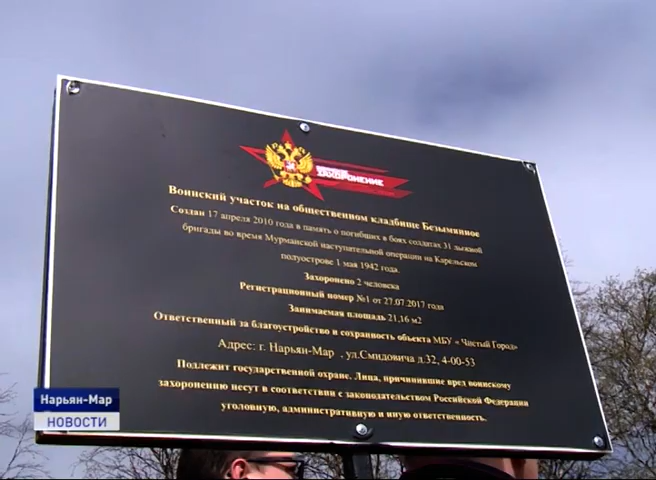 ЗАХОРОНЕНИЕ
Воинский участок на общественном кладбище Безымянное
Создан 17 апреля 2010 года в память о погибших в боях солдатах 31 лыжной
бригады во время Мурманской наступательной операции на Карельском
полуострове 1 мая 1942 года.
Захоронено 2 человека
Регистрационный номер №1 от 27.07.2017 года
Занимаемая площадь 21,16 м2
Ответственный за благоустройство и сохранность объекта МБУ « Чистый Город»
Адрес: г. Нарьян-Мар . ул.Смидовича д.32, 4-00-53
Подлежит государственной охране. Лица, причинившие вред воинскому
захоронению несут в соответствии с законодательством Российской Федерации
уголовную, административную и иную ответственность.
Нарьян-Мар
НОВОСТИ